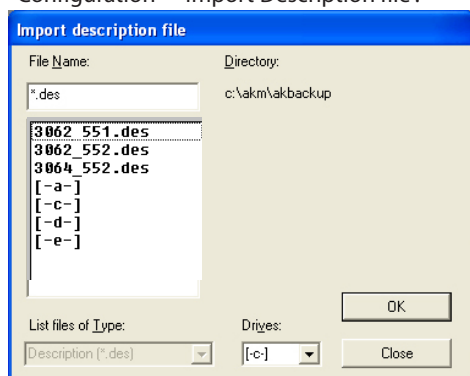 Configuration - "Import Description file".
Import description file
File Name:
Directory:
*.des
c:\akm\akbackup
3062_551.des
3062_552.des
3064_552.des
[-a-]
[-c-]
[-d-]
[-e-]
OK
List files of Type:
Drives:
Description (*.des)
[-c-]
Close